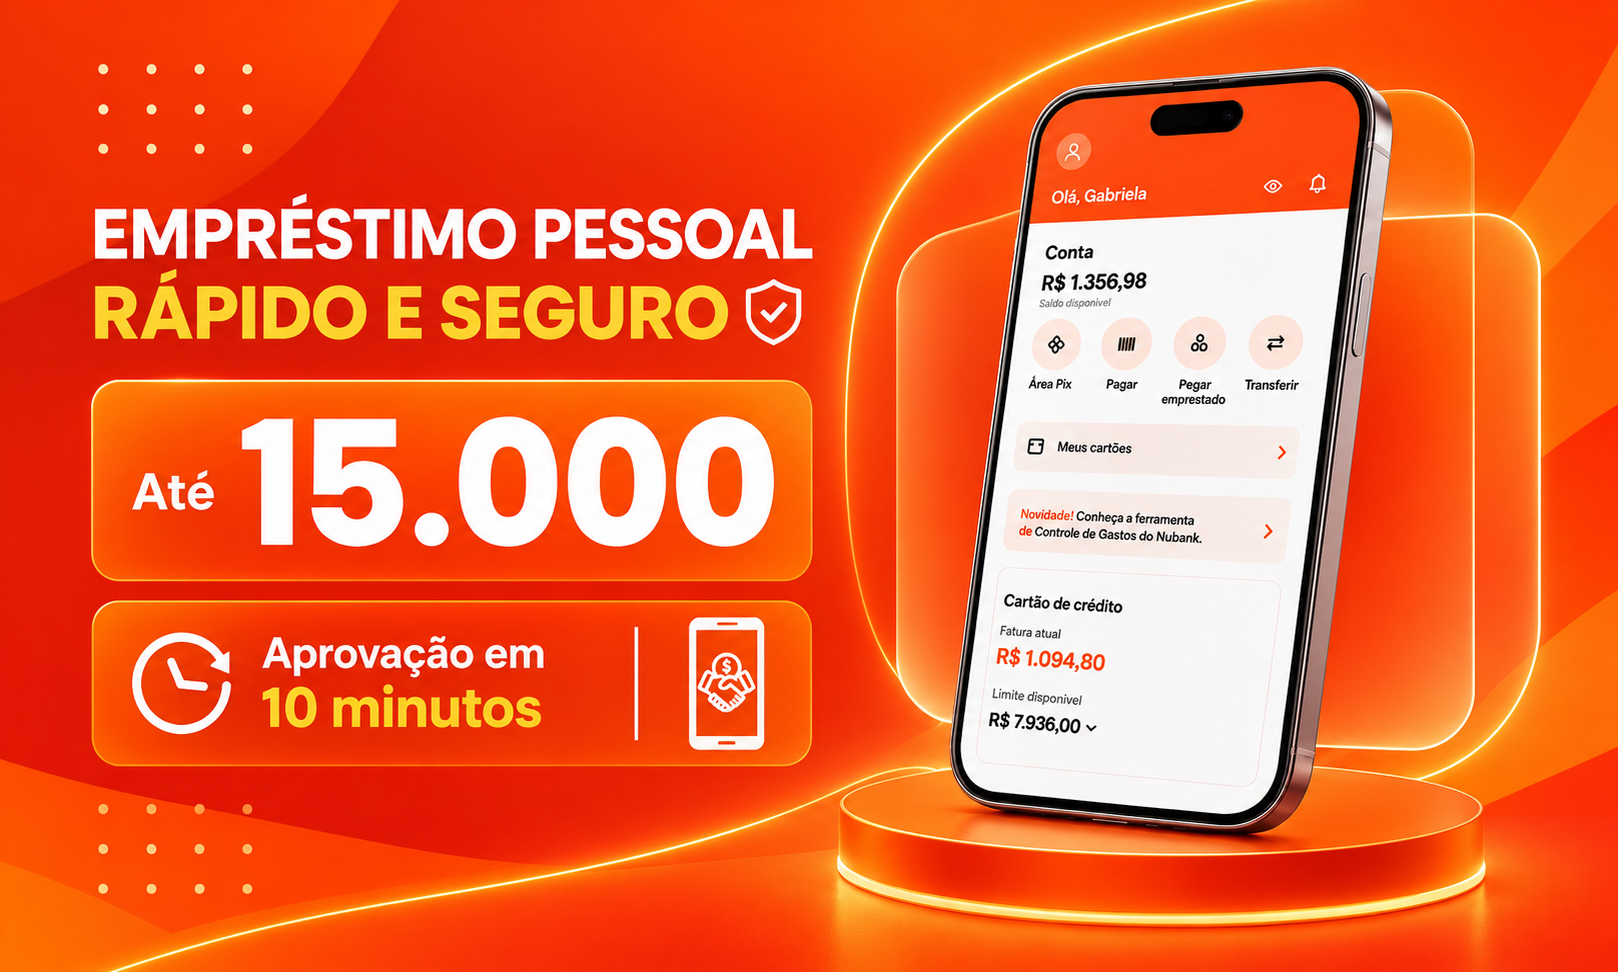 EMPRÉSTIMO PESSOAL
RÁPIDO E SEGURO
Até 15.000
Aprovação em
10 minutos
$
Olá, Gabriela
Conta
R$ 1.356,98
Saldo disponivel
Área Pix
Pagar
Pegar
emprestado
Transferir
Meus cartões
Novidade! Conheça a ferramenta
de Controle de Gastos do Nubank.
Cartão de crédito
Fatura atual
R$ 1.094,80
Limite disponivel
R$ 7.936,00